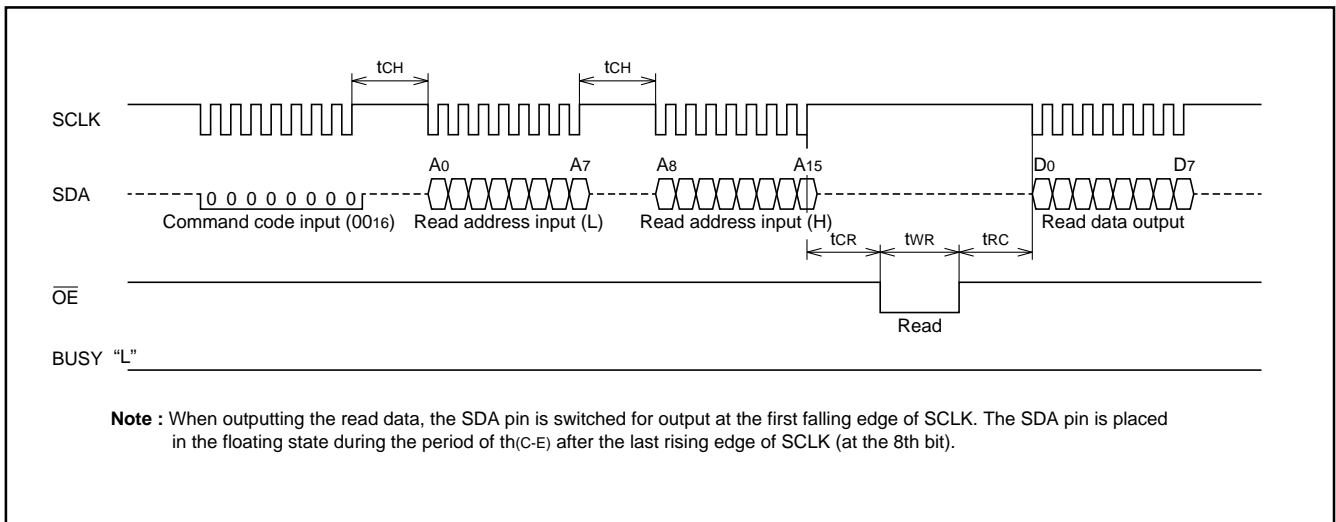 tCH tCH
SCLK
A0 A7 A8 A15 D0 D7
SDA
0 0 0 0 0 0 0 0
Command code input (0016) Read address input (L) Read address input (H) Read data output
tCR tWR tRC
OE
Read
BUSY “L”
Note : When outputting the read data, the SDA pin is switched for output at the first falling edge of SCLK. The SDA pin is placed
in the floating state during the period of th(C-E) after the last rising edge of SCLK (at the 8th bit).